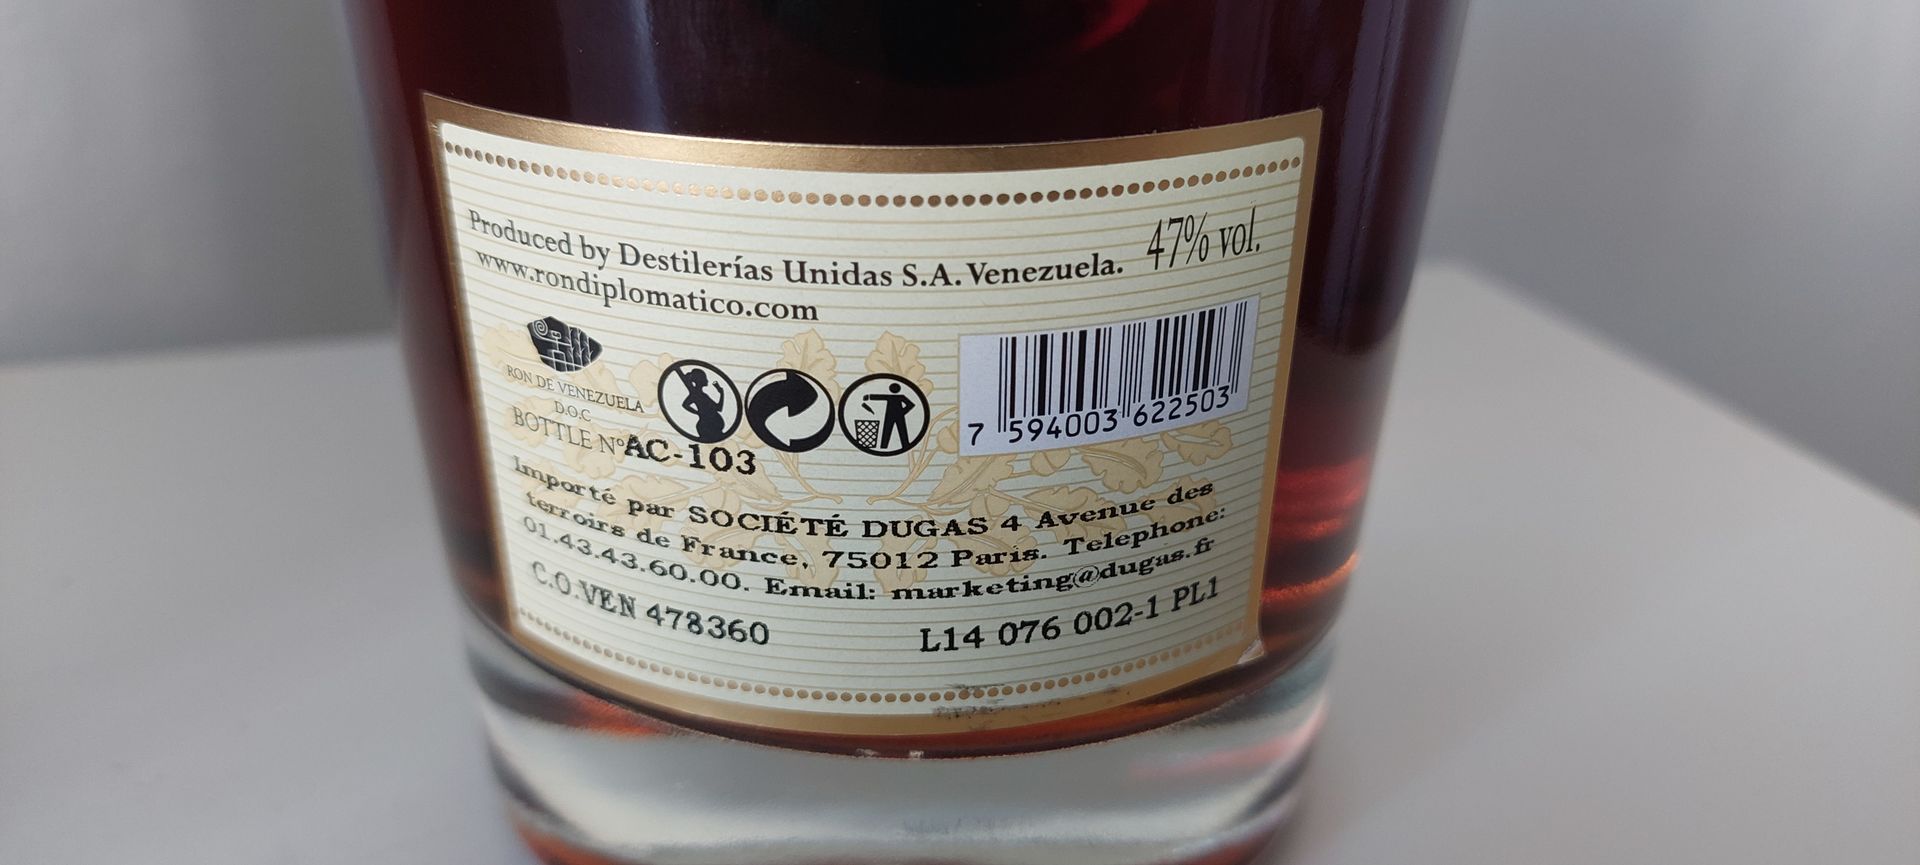 Produced by Destilerías Unidas S.A. Venezuela.
47% vol.
www.rondiplomatico.com
RON DE VENEZUELA
D.O.C
BOTTLE Nº AC-103
7 594003 622503
Importé par SOCIÉTÉ DUGAS 4 Avenue des
terroirs de France, 75012 Paris. Telephone:
01.43.43.60.00. Email: marketing@dugas.fr
C.O.VEN 478360
L14 076 002-1 PL1